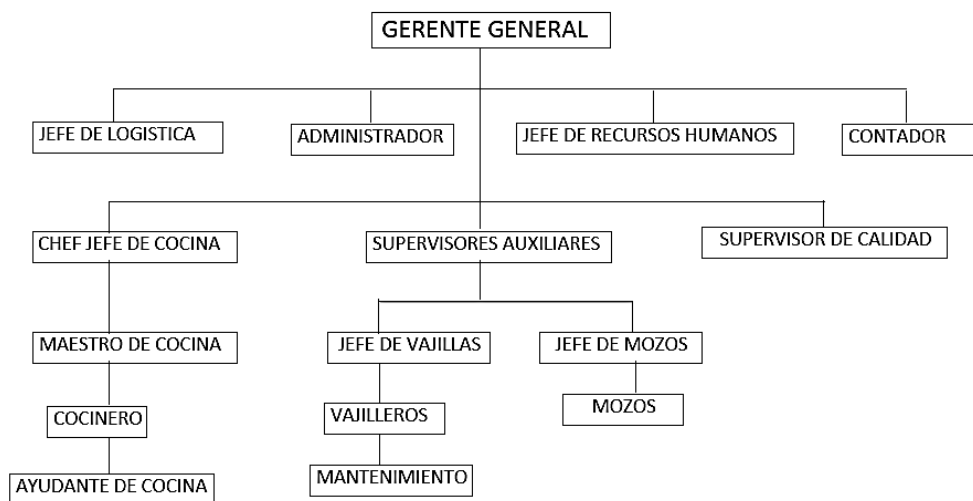 GERENTE GENERAL
JEFE DE LOGISTICA
ADMINISTRADOR
JEFE DE RECURSOS HUMANOS
CONTADOR
CHEF JEFE DE COCINA
SUPERVISORES AUXILIARES
SUPERVISOR DE CALIDAD
MAESTRO DE COCINA
JEFE DE VAJILLAS
JEFE DE MOZOS
COCINERO
VAJILLEROS
MOZOS
AYUDANTE DE COCINA
MANTENIMIENTO